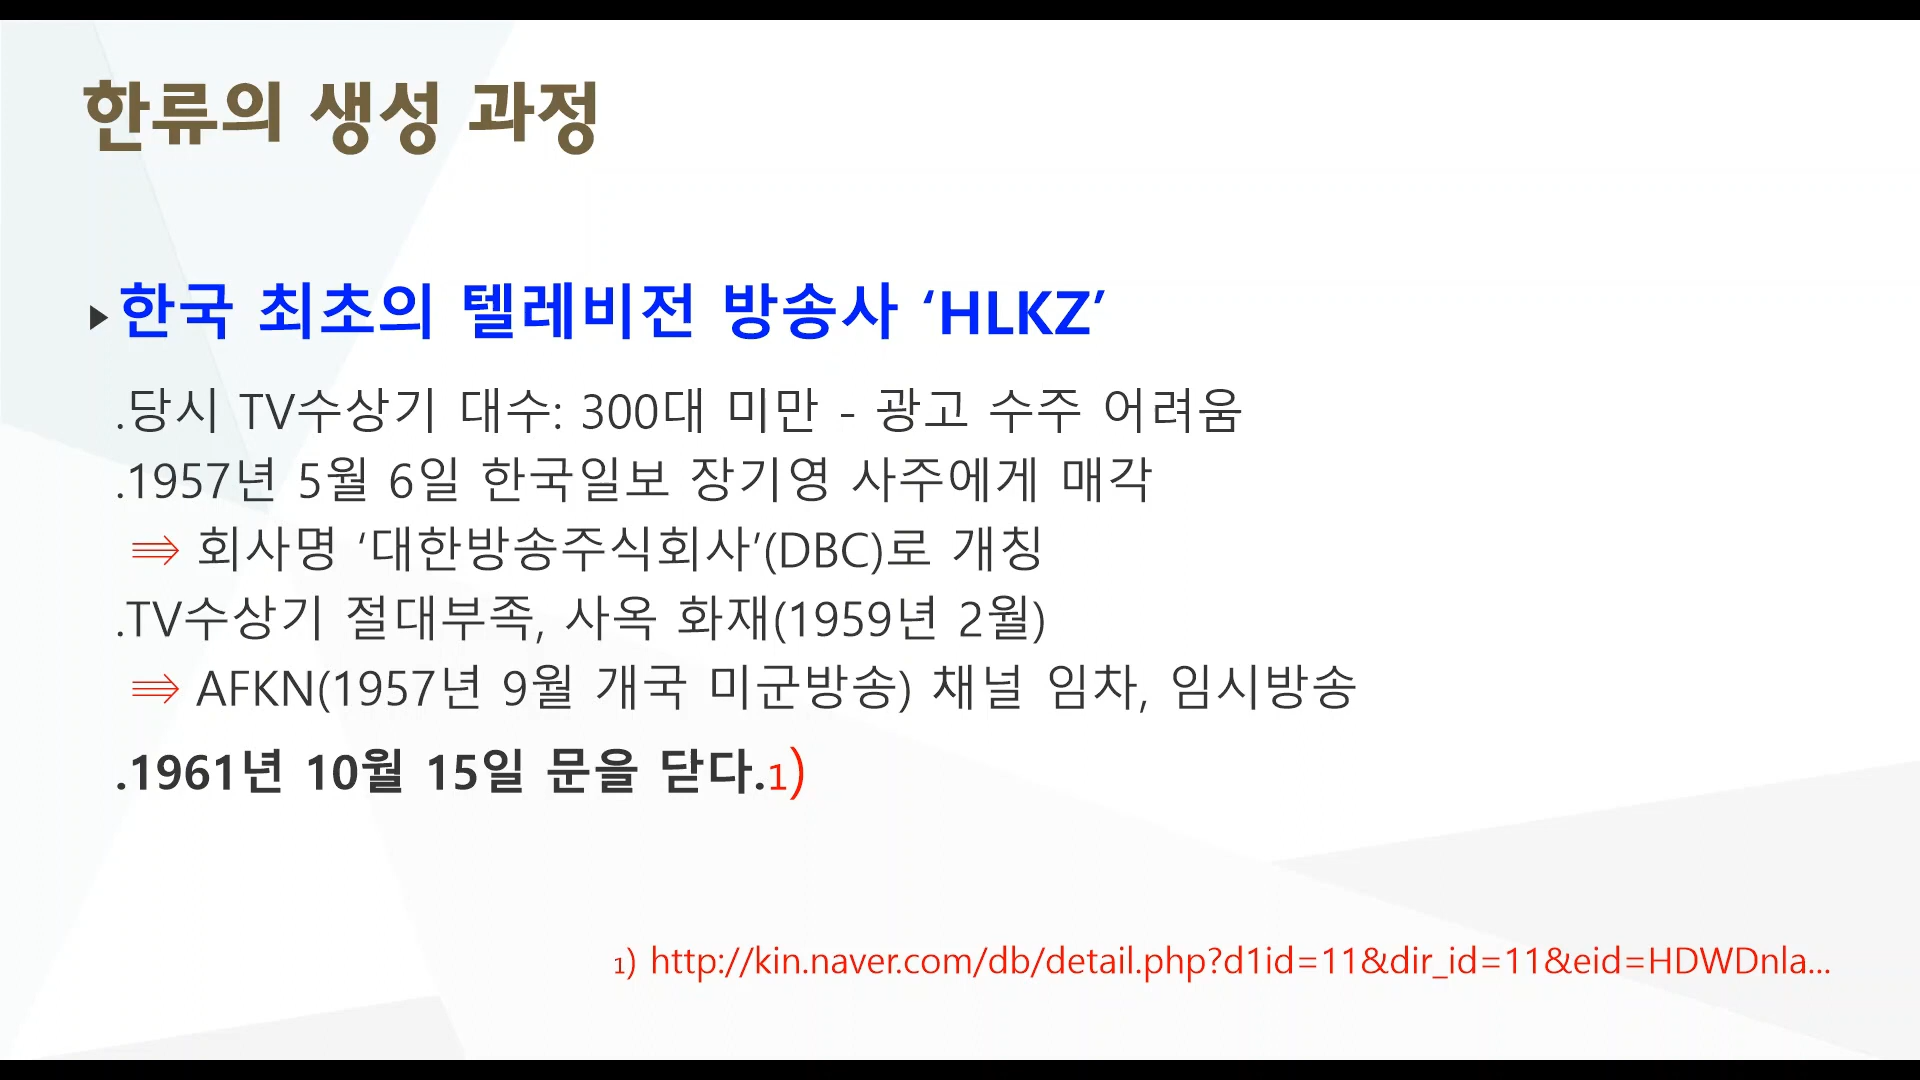 한류의 생성 과정
▸한국 최초의 텔레비전 방송사 ‘HLKZ’
.당시 TV수상기 대수: 300대 미만 - 광고 수주 어려움
.1957년 5월 6일 한국일보 장기영 사주에게 매각
⇒ 회사명 ‘대한방송주식회사’(DBC)로 개칭
.TV수상기 절대부족, 사옥 화재(1959년 2월)
⇒ AFKN(1957년 9월 개국 미군방송) 채널 임차, 임시방송
.1961년 10월 15일 문을 닫다.1)
1) http://kin.naver.com/db/detail.php?d1id=11&dir_id=11&eid=HDWDnla...